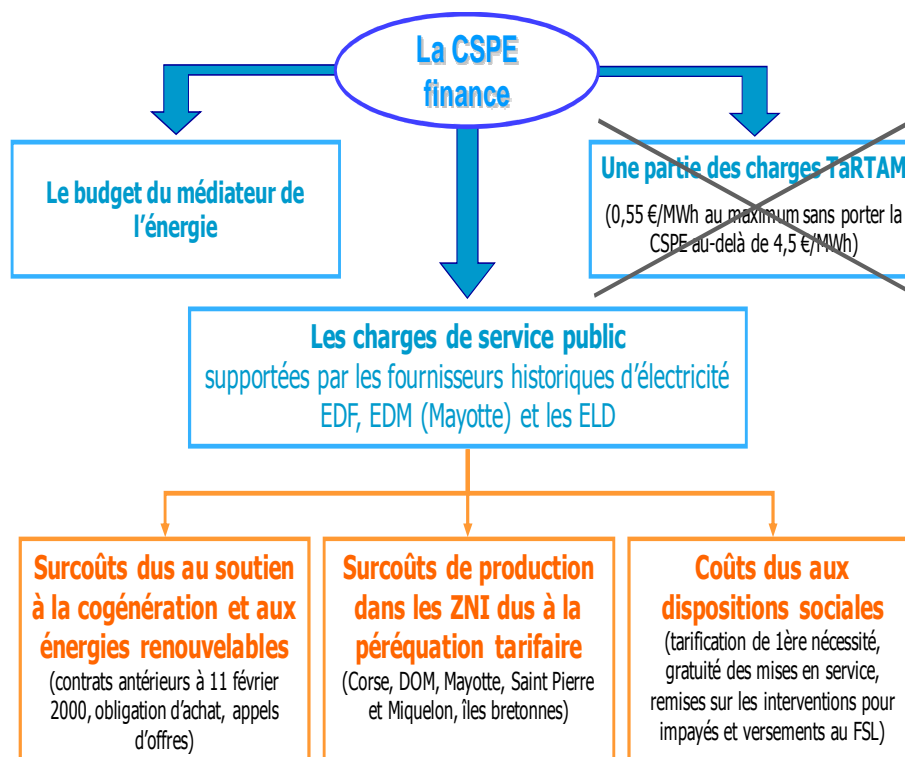 La CSPE
finance
Le budget du médiateur de
l'énergie
Une partie des charges TaRTAM
(0,55 €/MWh au maximum sans porter la
CSPE au-delà de 4,5 €/MWh)
Les charges de service public
supportées par les fournisseurs historiques d'électricité
EDF, EDM (Mayotte) et les ELD
Surcoûts dus au soutien
à la cogénération et aux
énergies renouvelables
(contrats antérieurs à 11 février
2000, obligation d'achat, appels
d'offres)
Surcoûts de production
dans les ZNI dus à la
péréquation tarifaire
(Corse, DOM, Mayotte, Saint Pierre
et Miquelon, îles bretonnes)
Coûts dus aux
dispositions sociales
(tarification de 1ère nécessité,
gratuité des mises en service,
remises sur les interventions pour
impayés et versements au FSL)